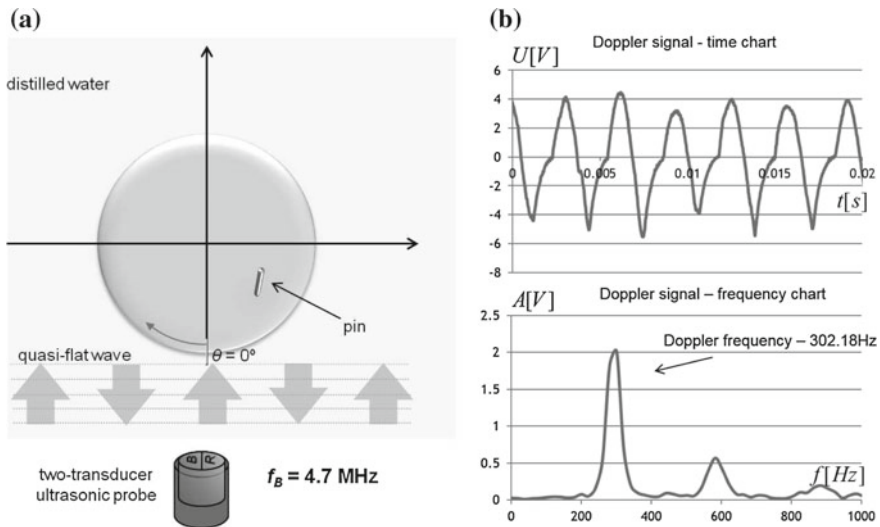 (a)
distilled water
pin
quasi-flat wave
θ = 0º
B R
two-transducer
ultrasonic probe
f_B = 4.7 MHz
(b)
Doppler signal - time chart
U[V]
6
4
2
0
-2
-4
-6
-8
0 0.005 0.01 0.015 0.02
t[s]
A[V]
Doppler signal – frequency chart
2.5
2
1.5
1
0.5
0
Doppler frequency – 302.18Hz
f[Hz]
0 200 400 600 800 1000